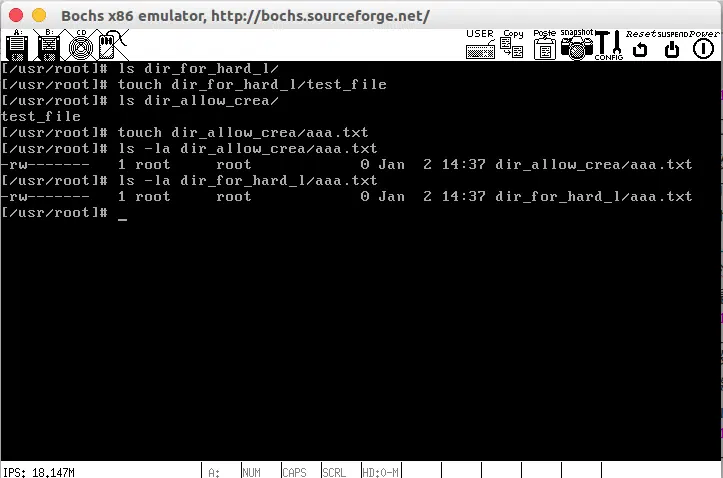 Bochs x86 emulator, http://bochs.sourceforge.net/
A: B: CD USER Copy Paste snapshot CONFIG Reset SUSPEND Power
[/usr/root]# ls dir_for_hard_l/
[/usr/root]# touch dir_for_hard_l/test_file
[/usr/root]# ls dir_allow_crea/
test_file
[/usr/root]# touch dir_allow_crea/aaa.txt
[/usr/root]# ls -la dir_allow_crea/aaa.txt
-rw-------   1 root     root            0 Jan  2 14:37 dir_allow_crea/aaa.txt
[/usr/root]# ls -la dir_for_hard_l/aaa.txt
-rw-------   1 root     root            0 Jan  2 14:37 dir_for_hard_l/aaa.txt
[/usr/root]# _
IPS: 18.147M A: NUM CAPS SCRL HD:0-M